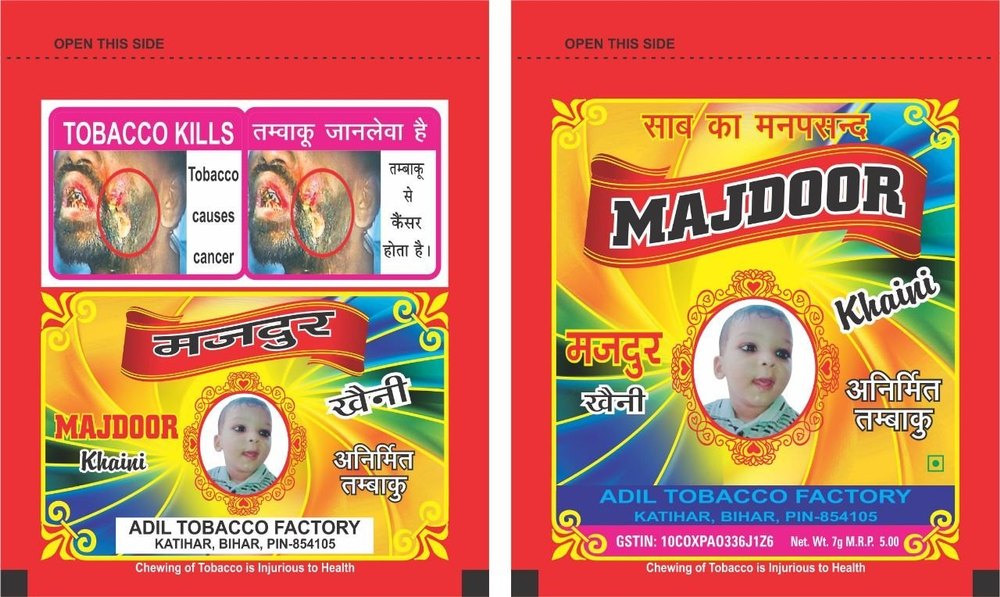 OPEN THIS SIDE
TOBACCO KILLS
Tobacco
causes
cancer
तम्वाकू जानलेवा है
तम्बाकू
से
कैंसर
होता है।
मजदुर
MAJDOOR
Khaini
खैनी
अनिर्मित
तम्बाकु
ADIL TOBACCO FACTORY
KATIHAR, BIHAR, PIN-854105
Chewing of Tobacco is Injurious to Health
OPEN THIS SIDE
साब का मनपसन्द
MAJDOOR
Khaini
मजदुर
खैनी
अनिर्मित
तम्बाकु
ADIL TOBACCO FACTORY
KATIHAR, BIHAR, PIN-854105
GSTIN: 10COXPA0336J1Z6 Net. Wt. 7g M.R.P. 5.00
Chewing of Tobacco is Injurious to Health